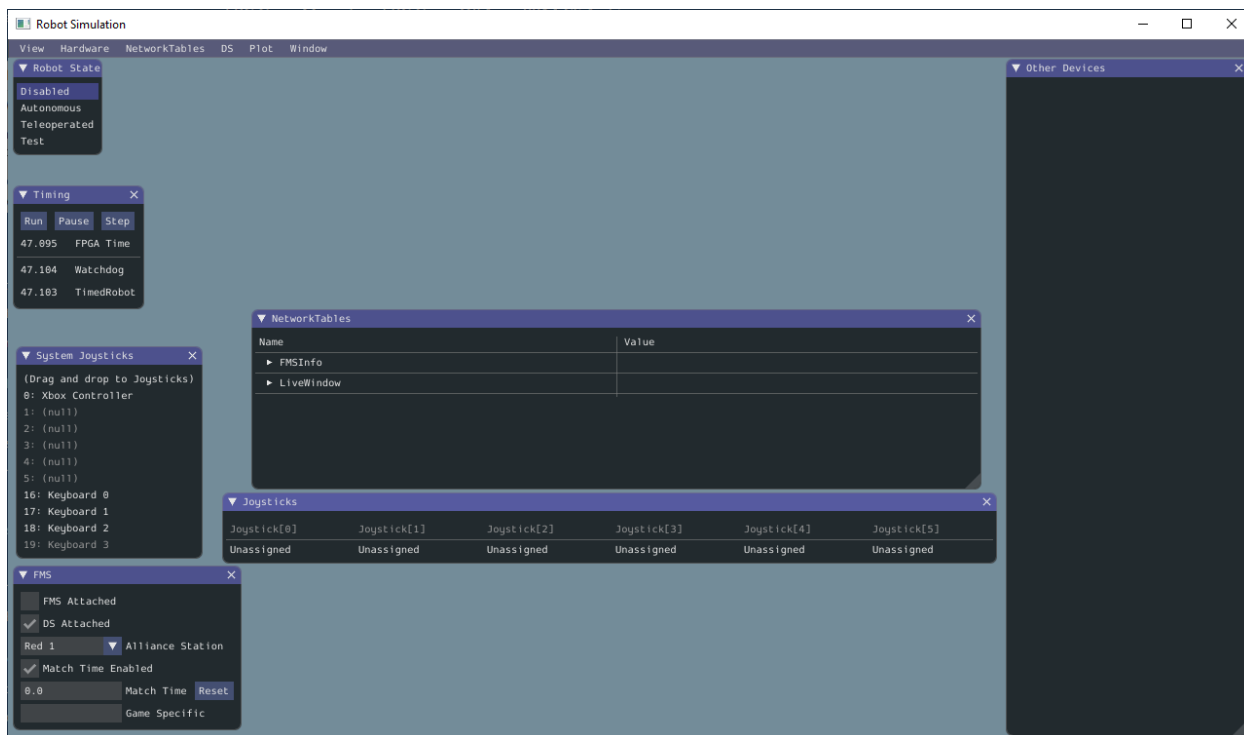 Robot Simulation
View Hardware NetworkTables DS Plot Window
Robot State
Disabled
Autonomous
Teleoperated
Test
Timing
Run Pause Step
47.095 FPGA Time
47.104 Watchdog
47.103 TimedRobot
System Joysticks
(Drag and drop to Joysticks)
0: Xbox Controller
1: (null)
2: (null)
3: (null)
4: (null)
5: (null)
16: Keyboard 0
17: Keyboard 1
18: Keyboard 2
19: Keyboard 3
FMS
FMS Attached
DS Attached
Red 1 Alliance Station
Match Time Enabled
0.0 Match Time Reset
Game Specific
NetworkTables
Name Value
FMSInfo
LiveWindow
Joysticks
Joystick[0] Joystick[1] Joystick[2] Joystick[3] Joystick[4] Joystick[5]
Unassigned Unassigned Unassigned Unassigned Unassigned Unassigned
Other Devices